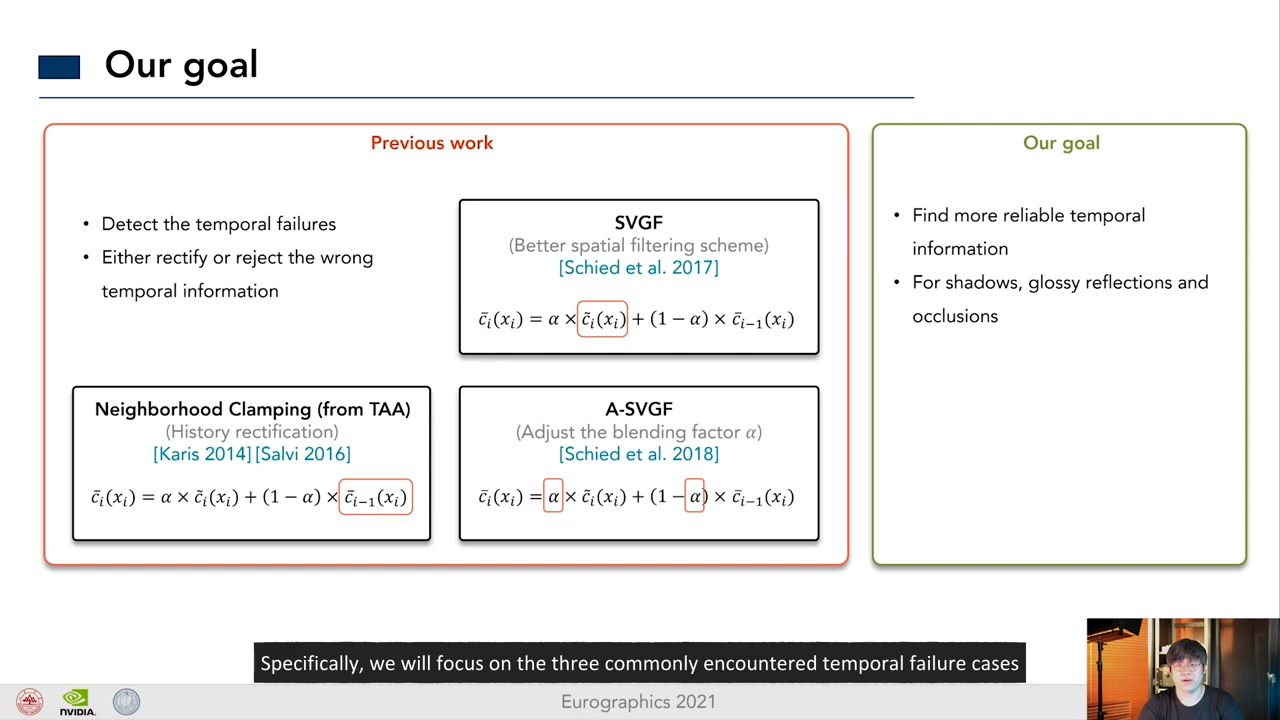 Our goal
Previous work
• Detect the temporal failures
• Either rectify or reject the wrong
temporal information
SVGF
(Better spatial filtering scheme)
[Schied et al. 2017]
c̄ᵢ(xᵢ) = α × c̃ᵢ(xᵢ) + (1 − α) × c̄ᵢ₋₁(xᵢ)
Neighborhood Clamping (from TAA)
(History rectification)
[Karis 2014][Salvi 2016]
c̄ᵢ(xᵢ) = α × c̃ᵢ(xᵢ) + (1 − α) × c̄ᵢ₋₁(xᵢ)
A-SVGF
(Adjust the blending factor α)
[Schied et al. 2018]
c̄ᵢ(xᵢ) = α × c̃ᵢ(xᵢ) + (1 − α) × c̄ᵢ₋₁(xᵢ)
Our goal
• Find more reliable temporal
information
• For shadows, glossy reflections and
occlusions
Specifically, we will focus on the three commonly encountered temporal failure cases
NVIDIA.
Eurographics 2021